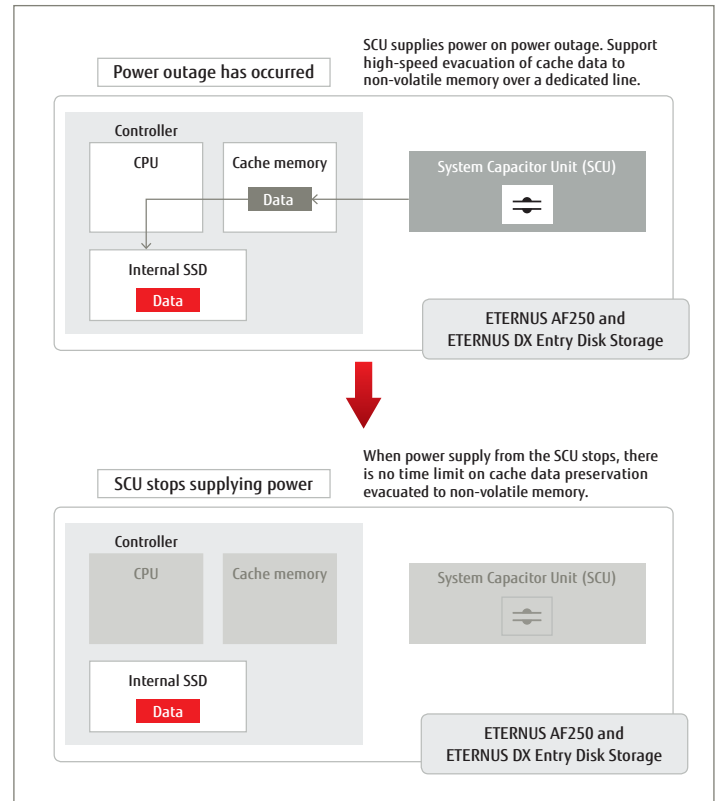 SCU supplies power on power outage. Support
high-speed evacuation of cache data to
non-volatile memory over a dedicated line.
Power outage has occurred
Controller
CPU
Cache memory
Data
System Capacitor Unit (SCU)
Internal SSD
Data
ETERNUS AF250 and
ETERNUS DX Entry Disk Storage
When power supply from the SCU stops, there
is no time limit on cache data preservation
evacuated to non-volatile memory.
SCU stops supplying power
Controller
CPU
Cache memory
System Capacitor Unit (SCU)
Internal SSD
Data
ETERNUS AF250 and
ETERNUS DX Entry Disk Storage